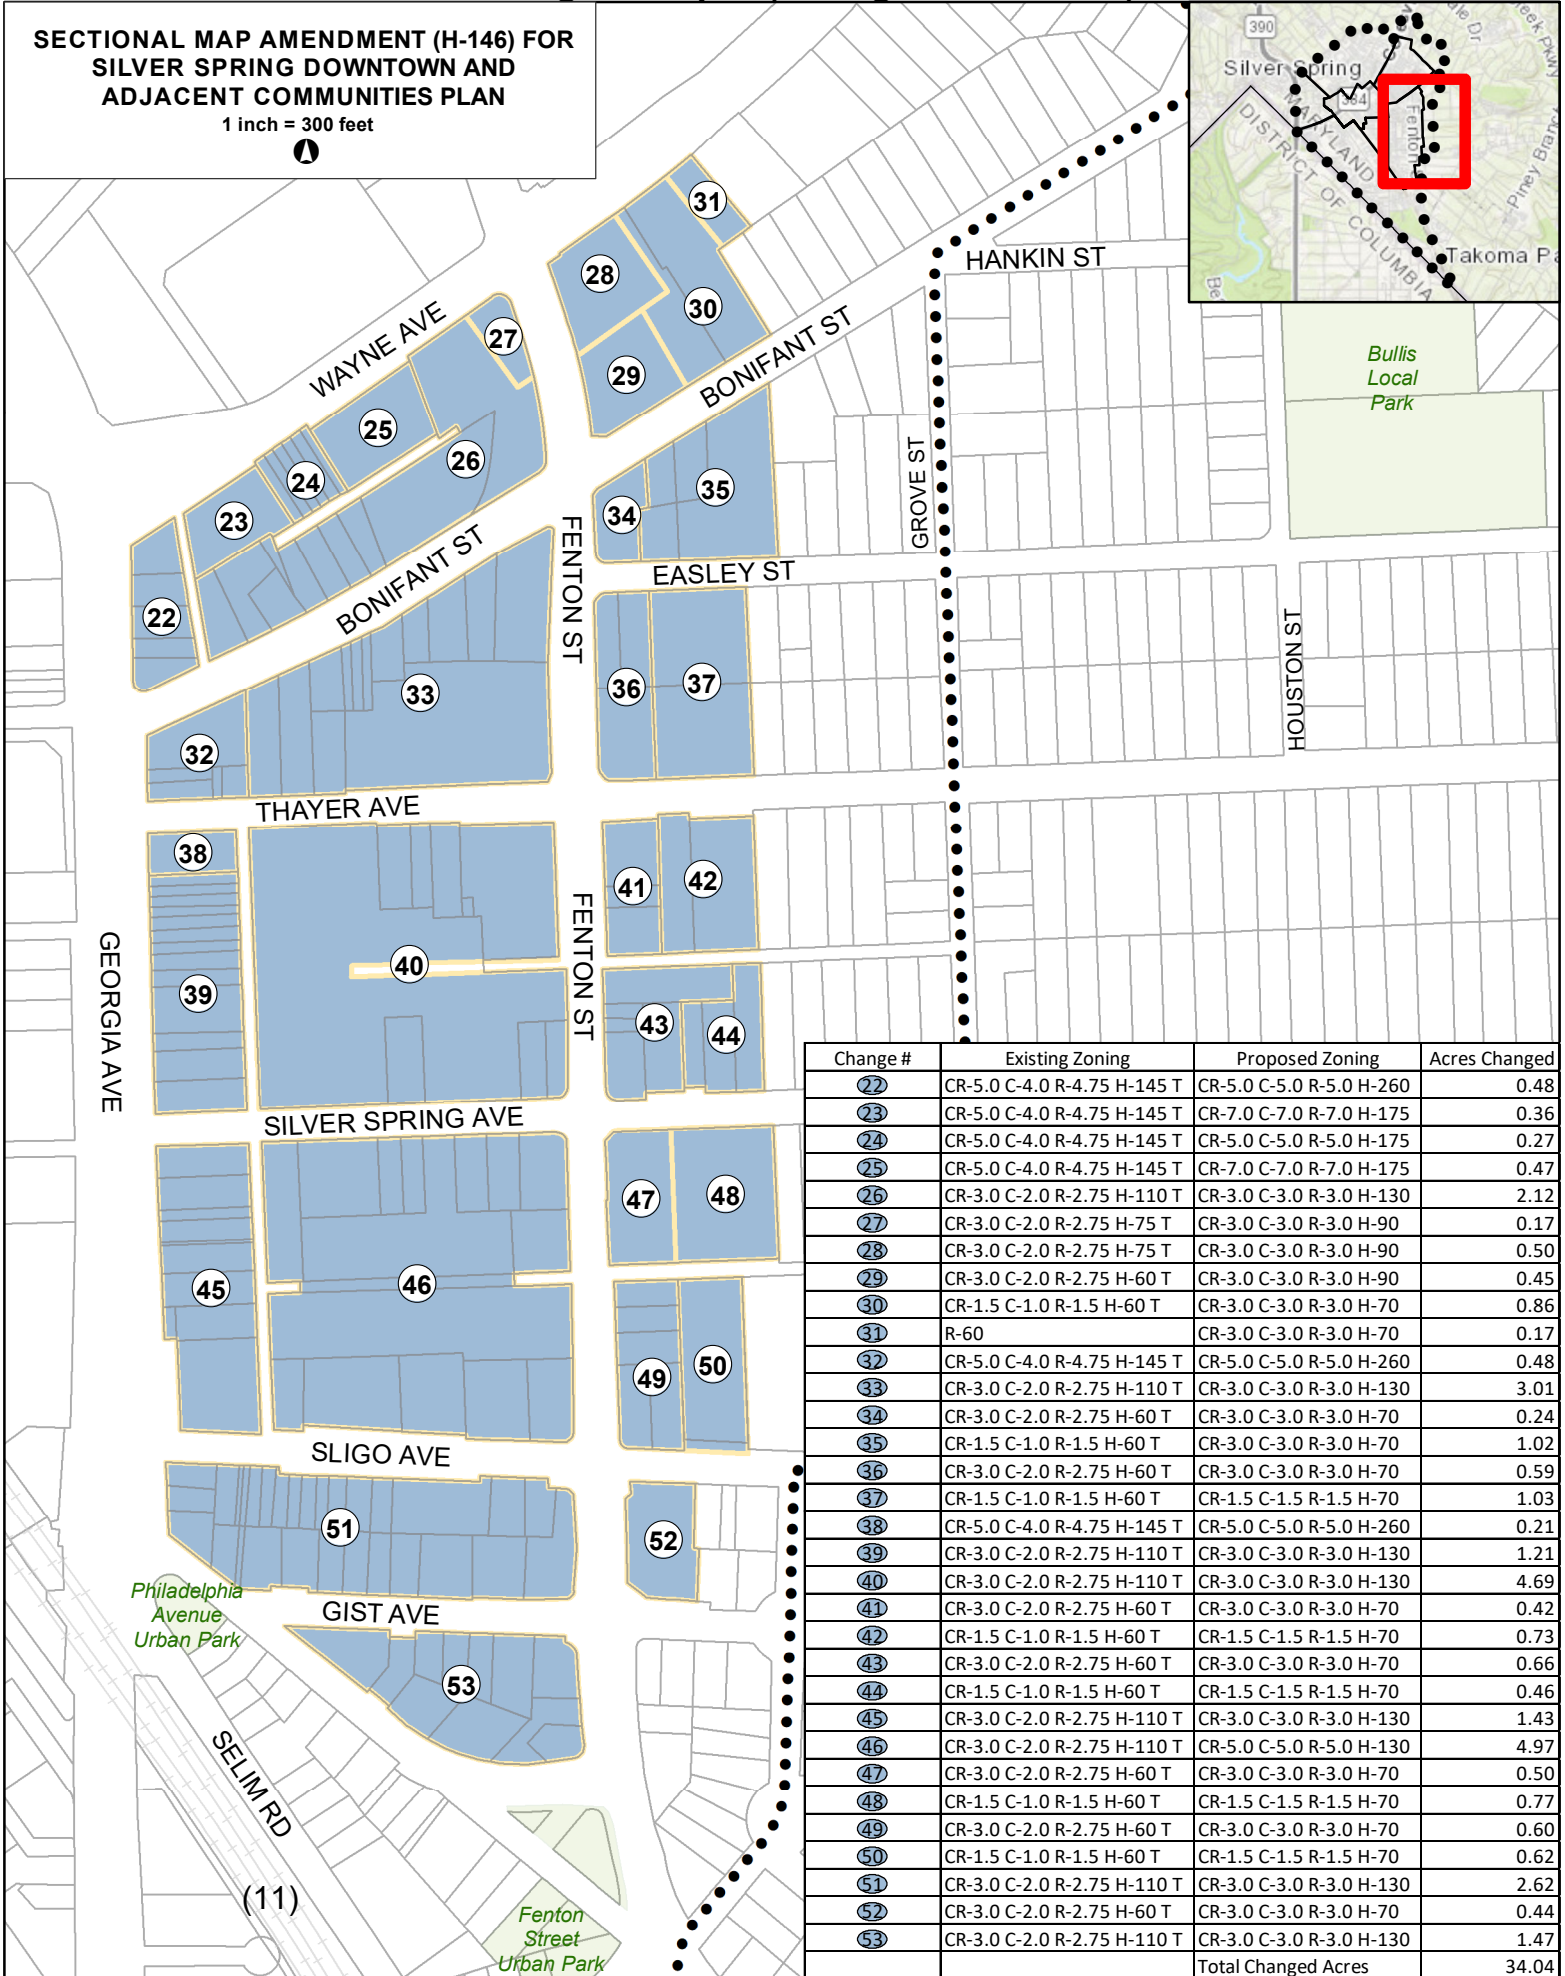 SECTIONAL MAP AMENDMENT (H-146) FOR
SILVER SPRING DOWNTOWN AND
ADJACENT COMMUNITIES PLAN
1 inch = 300 feet
390
Silver Spring
384
MARYLAND
DISTRICT OF COLUMBIA
Fenton
Piney Branch
Takoma Pa
31
28
30
27
29
HANKIN ST
WAYNE AVE
BONIFANT ST
Bullis
Local
Park
25
26
24
23
35
34
GROVE ST
22
BONIFANT ST
FENTON ST
EASLEY ST
36
37
33
32
HOUSTON ST
THAYER AVE
38
41
42
40
39
GEORGIA AVE
FENTON ST
43
44
SILVER SPRING AVE
47
48
45
46
49
50
SLIGO AVE
51
52
Philadelphia
Avenue
Urban Park
GIST AVE
53
SELIM RD
(11)
Fenton
Street
Urban Park
Change # Existing Zoning Proposed Zoning Acres Changed
22 CR-5.0 C-4.0 R-4.75 H-145 T CR-5.0 C-5.0 R-5.0 H-260 0.48
23 CR-5.0 C-4.0 R-4.75 H-145 T CR-7.0 C-7.0 R-7.0 H-175 0.36
24 CR-5.0 C-4.0 R-4.75 H-145 T CR-5.0 C-5.0 R-5.0 H-175 0.27
25 CR-5.0 C-4.0 R-4.75 H-145 T CR-7.0 C-7.0 R-7.0 H-175 0.47
26 CR-3.0 C-2.0 R-2.75 H-110 T CR-3.0 C-3.0 R-3.0 H-130 2.12
27 CR-3.0 C-2.0 R-2.75 H-75 T CR-3.0 C-3.0 R-3.0 H-90 0.17
28 CR-3.0 C-2.0 R-2.75 H-75 T CR-3.0 C-3.0 R-3.0 H-90 0.50
29 CR-3.0 C-2.0 R-2.75 H-60 T CR-3.0 C-3.0 R-3.0 H-90 0.45
30 CR-1.5 C-1.0 R-1.5 H-60 T CR-3.0 C-3.0 R-3.0 H-70 0.86
31 R-60 CR-3.0 C-3.0 R-3.0 H-70 0.17
32 CR-5.0 C-4.0 R-4.75 H-145 T CR-5.0 C-5.0 R-5.0 H-260 0.48
33 CR-3.0 C-2.0 R-2.75 H-110 T CR-3.0 C-3.0 R-3.0 H-130 3.01
34 CR-3.0 C-2.0 R-2.75 H-60 T CR-3.0 C-3.0 R-3.0 H-70 0.24
35 CR-1.5 C-1.0 R-1.5 H-60 T CR-3.0 C-3.0 R-3.0 H-70 1.02
36 CR-3.0 C-2.0 R-2.75 H-60 T CR-3.0 C-3.0 R-3.0 H-70 0.59
37 CR-1.5 C-1.0 R-1.5 H-60 T CR-1.5 C-1.5 R-1.5 H-70 1.03
38 CR-5.0 C-4.0 R-4.75 H-145 T CR-5.0 C-5.0 R-5.0 H-260 0.21
39 CR-3.0 C-2.0 R-2.75 H-110 T CR-3.0 C-3.0 R-3.0 H-130 1.21
40 CR-3.0 C-2.0 R-2.75 H-110 T CR-3.0 C-3.0 R-3.0 H-130 4.69
41 CR-3.0 C-2.0 R-2.75 H-60 T CR-3.0 C-3.0 R-3.0 H-70 0.42
42 CR-1.5 C-1.0 R-1.5 H-60 T CR-1.5 C-1.5 R-1.5 H-70 0.73
43 CR-3.0 C-2.0 R-2.75 H-60 T CR-3.0 C-3.0 R-3.0 H-70 0.66
44 CR-1.5 C-1.0 R-1.5 H-60 T CR-1.5 C-1.5 R-1.5 H-70 0.46
45 CR-3.0 C-2.0 R-2.75 H-110 T CR-3.0 C-3.0 R-3.0 H-130 1.43
46 CR-3.0 C-2.0 R-2.75 H-110 T CR-5.0 C-5.0 R-5.0 H-130 4.97
47 CR-3.0 C-2.0 R-2.75 H-60 T CR-3.0 C-3.0 R-3.0 H-70 0.50
48 CR-1.5 C-1.0 R-1.5 H-60 T CR-1.5 C-1.5 R-1.5 H-70 0.77
49 CR-3.0 C-2.0 R-2.75 H-60 T CR-3.0 C-3.0 R-3.0 H-70 0.60
50 CR-1.5 C-1.0 R-1.5 H-60 T CR-1.5 C-1.5 R-1.5 H-70 0.62
51 CR-3.0 C-2.0 R-2.75 H-110 T CR-3.0 C-3.0 R-3.0 H-130 2.62
52 CR-3.0 C-2.0 R-2.75 H-60 T CR-3.0 C-3.0 R-3.0 H-70 0.44
53 CR-3.0 C-2.0 R-2.75 H-110 T CR-3.0 C-3.0 R-3.0 H-130 1.47
Total Changed Acres 34.04